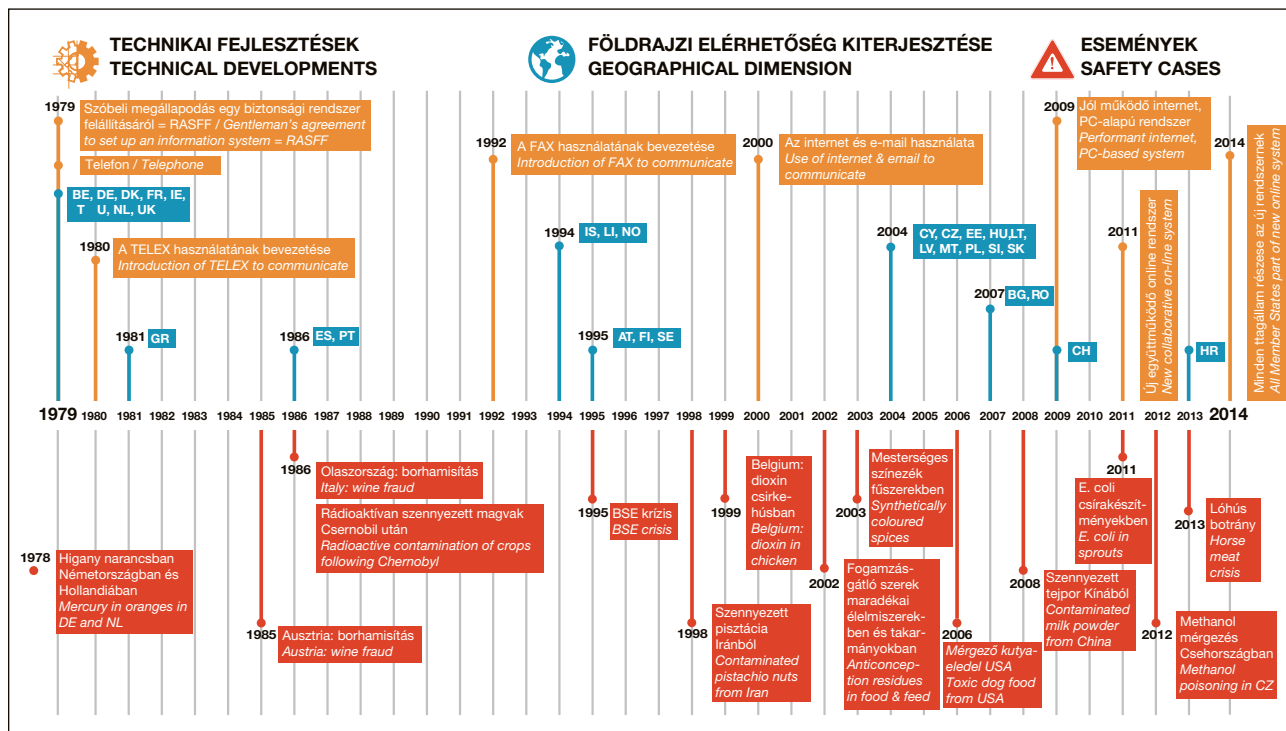 TECHNIKAI FEJLESZTÉSEK
TECHNICAL DEVELOPMENTS
FÖLDRAJZI ELÉRHETŐSÉG KITERJESZTÉSE
GEOGRAPHICAL DIMENSION
ESEMÉNYEK
SAFETY CASES
1979
Szóbeli megállapodás egy biztonsági rendszer
felállításáról = RASFF / Gentleman's agreement
to set up an information system = RASFF
Telefon / Telephone
BE, DE, DK, FR, IE,
T U, NL, UK
1980
A TELEX használatának bevezetése
Introduction of TELEX to communicate
1981
GR
1986
ES, PT
1992
A FAX használatának bevezetése
Introduction of FAX to communicate
1994
IS, LI, NO
1995
AT, FI, SE
2000
Az internet és e-mail használata
Use of internet & email to
communicate
2004
CY, CZ, EE, HU,LT,
LV, MT, PL, SI, SK
2007
BG, RO
2009
Jól működő internet,
PC-alapú rendszer
Performant internet,
PC-based system
CH
2011
Új együttműködő online rendszer
New collaborative on-line system
HR
2014
Minden ttagállam részese az új rendszernek
All Member States part of new online system
1979 1980 1981 1982 1983 1984 1985 1986 1987 1988 1989 1990 1991 1992 1993 1994 1995 1996 1997 1998 1999 2000 2001 2002 2003 2004 2005 2006 2007 2008 2009 2010 2011 2012 2013 2014
1978
Higany narancsban
Németországban és
Hollandiában
Mercury in oranges in
DE and NL
1985
Ausztria: borhamisítás
Austria: wine fraud
1986
Olaszország: borhamisítás
Italy: wine fraud
Rádioaktívan szennyezett magvak
Csernobil után
Radioactive contamination of crops
following Chernobyl
1995
BSE krízis
BSE crisis
1998
Szennyezett
pisztácia
Iránból
Contaminated
pistachio nuts
from Iran
1999
Belgium:
dioxin
csirke-
húsban
Belgium:
dioxin in
chicken
2002
Fogamzás-
gátló szerek
maradékai
élelmiszerek-
ben és takar-
mányokban
Anticoncep-
tion residues
in food & feed
2003
Mesterséges
színezék
fűszerekben
Synthetically
coloured
spices
2006
Mérgező kutya-
eledel USA
Toxic dog food
from USA
2008
Szennyezett
tejpor Kínából
Contaminated
milk powder
from China
2011
E. coli
csírakészít-
ményekben
E. coli in
sprouts
2012
Methanol
mérgezés
Csehországban
Methanol
poisoning in CZ
2013
Lóhús
botrány
Horse
meat
crisis